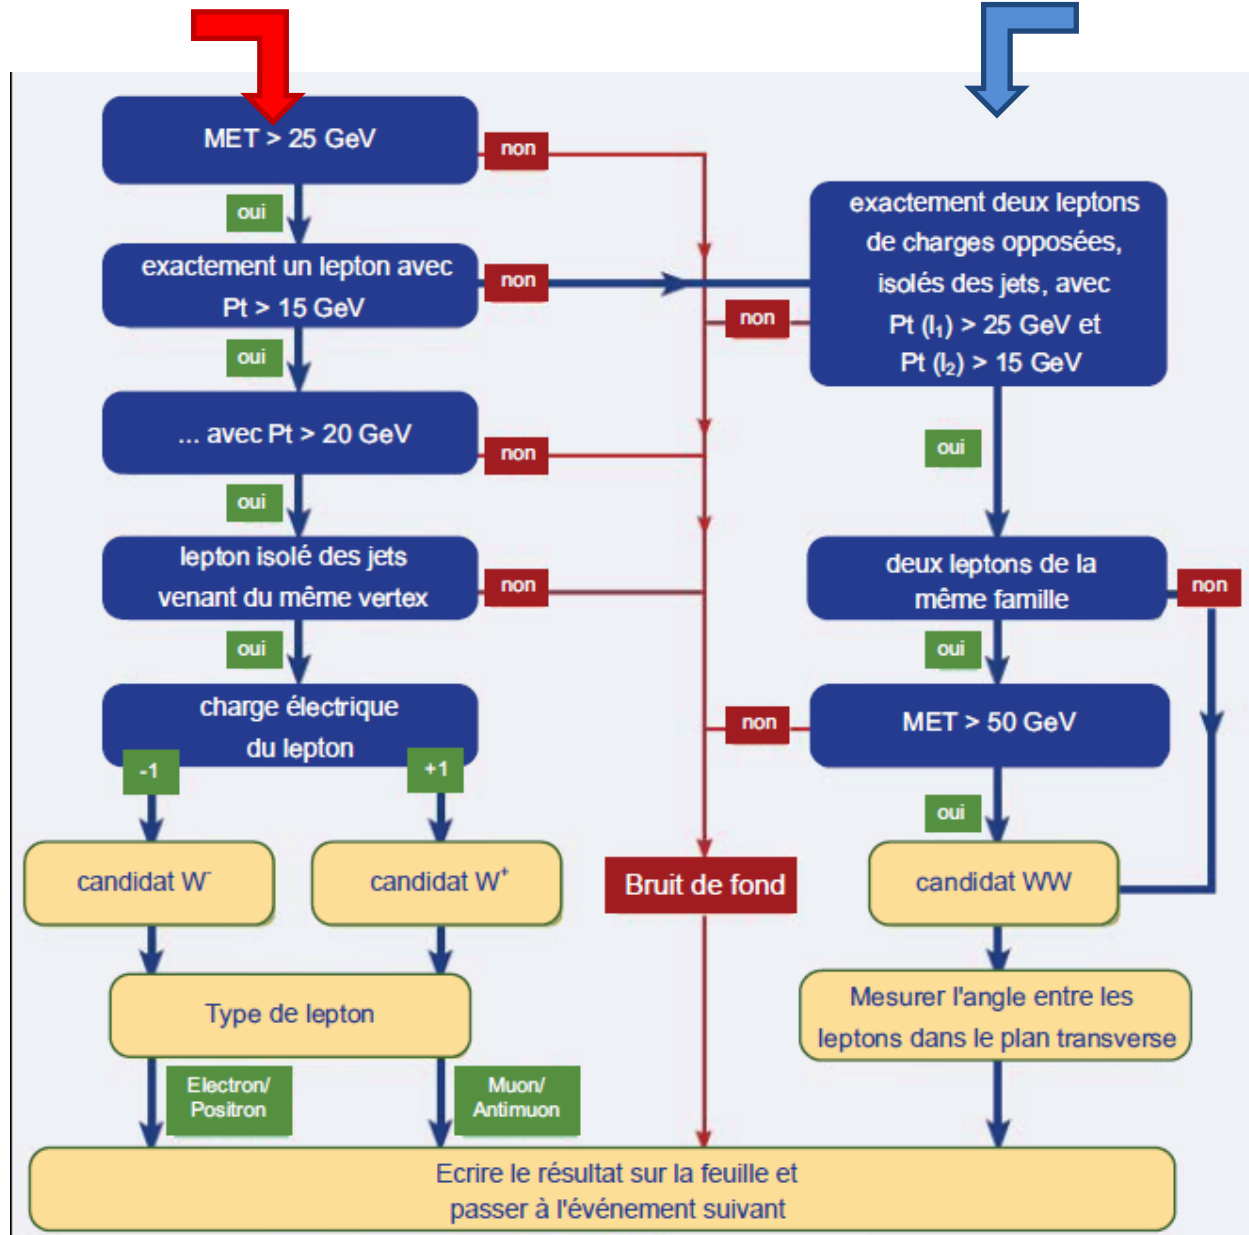 MET > 25 GeV
non
oui
exactement un lepton avec
Pt > 15 GeV
non
oui
... avec Pt > 20 GeV
non
oui
lepton isolé des jets
venant du même vertex
non
oui
charge électrique
du lepton
-1
+1
candidat W⁻
candidat W⁺
Type de lepton
Electron/
Positron
Muon/
Antimuon
Bruit de fond
exactement deux leptons
de charges opposées,
isolés des jets, avec
Pt (l₁) > 25 GeV et
Pt (l₂) > 15 GeV
non
oui
deux leptons de la
même famille
non
oui
MET > 50 GeV
non
oui
candidat WW
Mesurer l'angle entre les
leptons dans le plan transverse
Ecrire le résultat sur la feuille et
passer à l'événement suivant